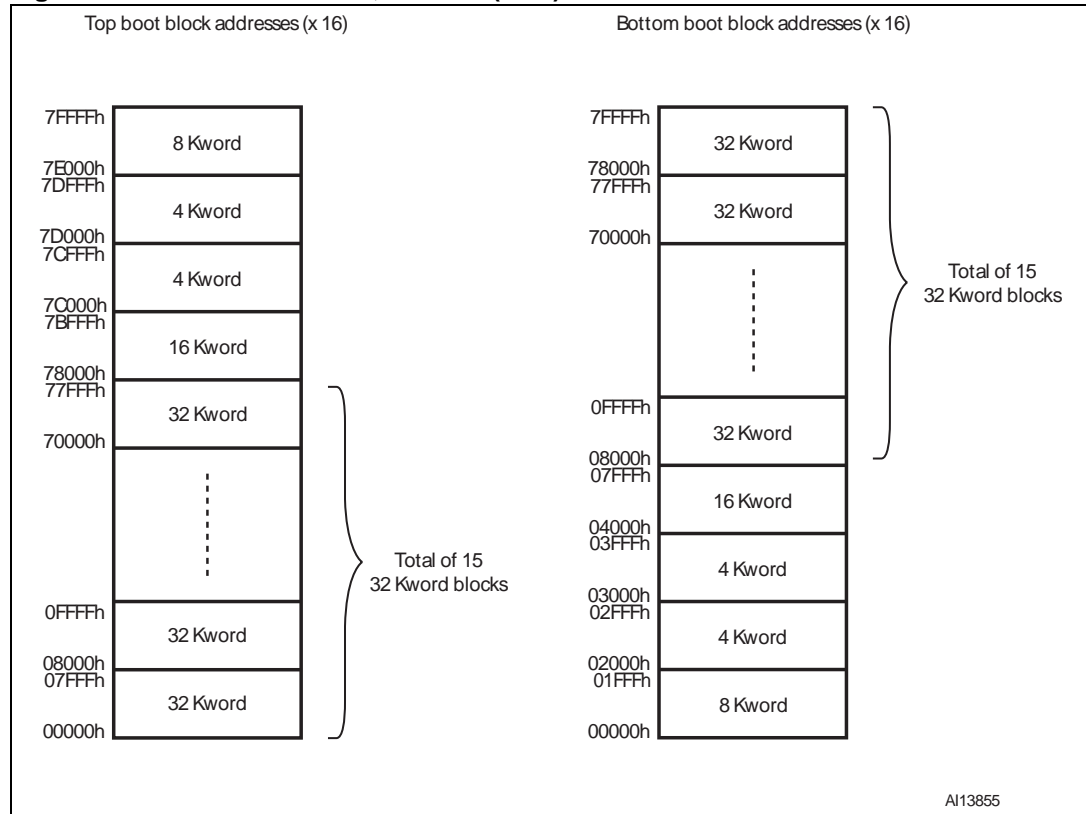 Top boot block addresses (x 16)
7FFFFh
8 Kword
7E000h
7DFFFh
4 Kword
7D000h
7CFFFh
4 Kword
7C000h
7BFFFh
16 Kword
78000h
77FFFh
32 Kword
70000h
Total of 15
32 Kword blocks
0FFFFh
32 Kword
08000h
07FFFh
32 Kword
00000h
Bottom boot block addresses (x 16)
7FFFFh
32 Kword
78000h
77FFFh
32 Kword
70000h
Total of 15
32 Kword blocks
0FFFFh
32 Kword
08000h
07FFFh
16 Kword
04000h
03FFFh
4 Kword
03000h
02FFFh
4 Kword
02000h
01FFFh
8 Kword
00000h
AI13855